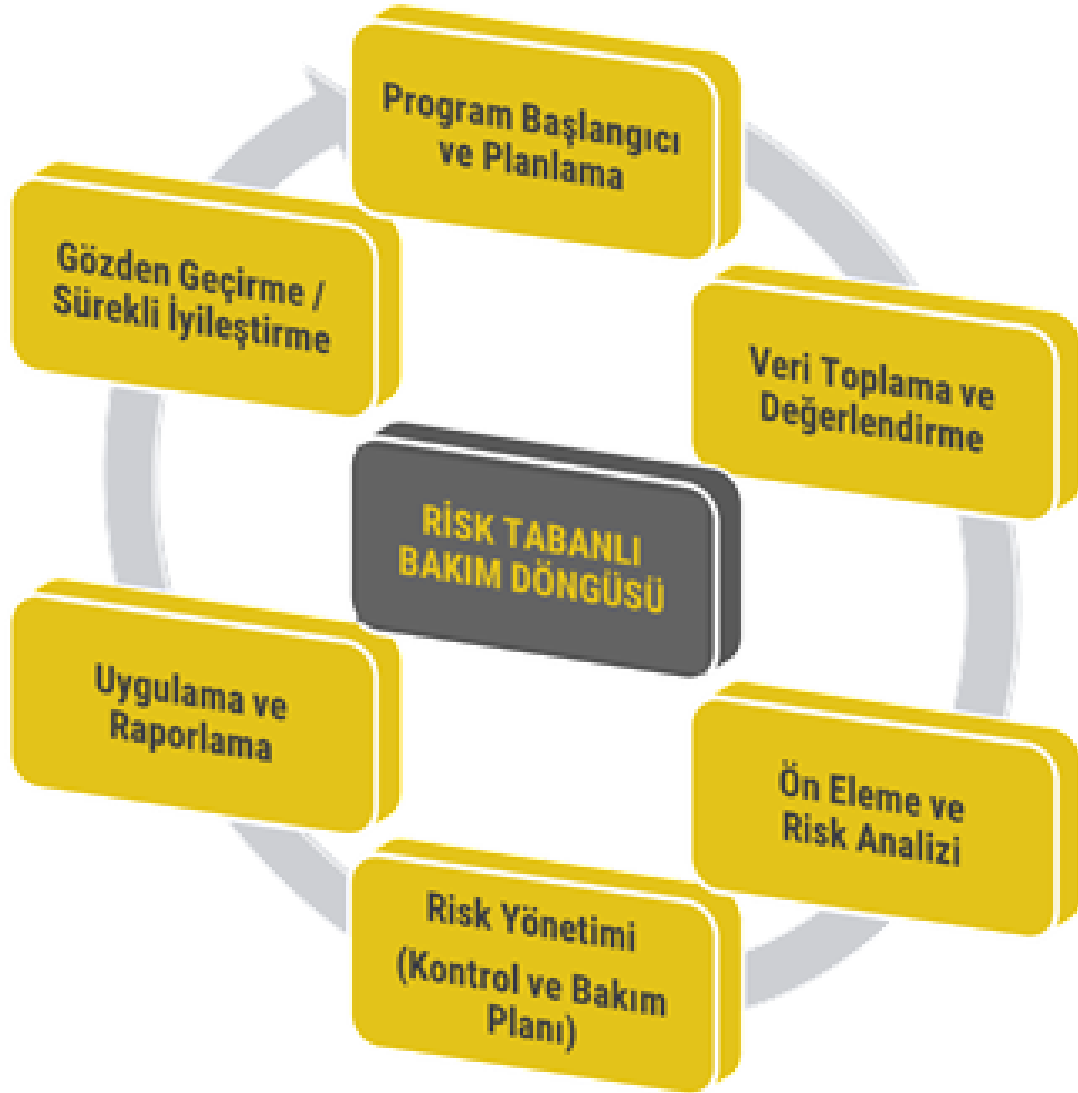 Program Başlangıcı
ve Planlama
Veri Toplama ve
Değerlendirme
Ön Eleme ve
Risk Analizi
Risk Yönetimi
(Kontrol ve Bakım
Planı)
Uygulama ve
Raporlama
Gözden Geçirme /
Sürekli İyileştirme
RİSK TABANLI
BAKIM DÖNGÜSÜ